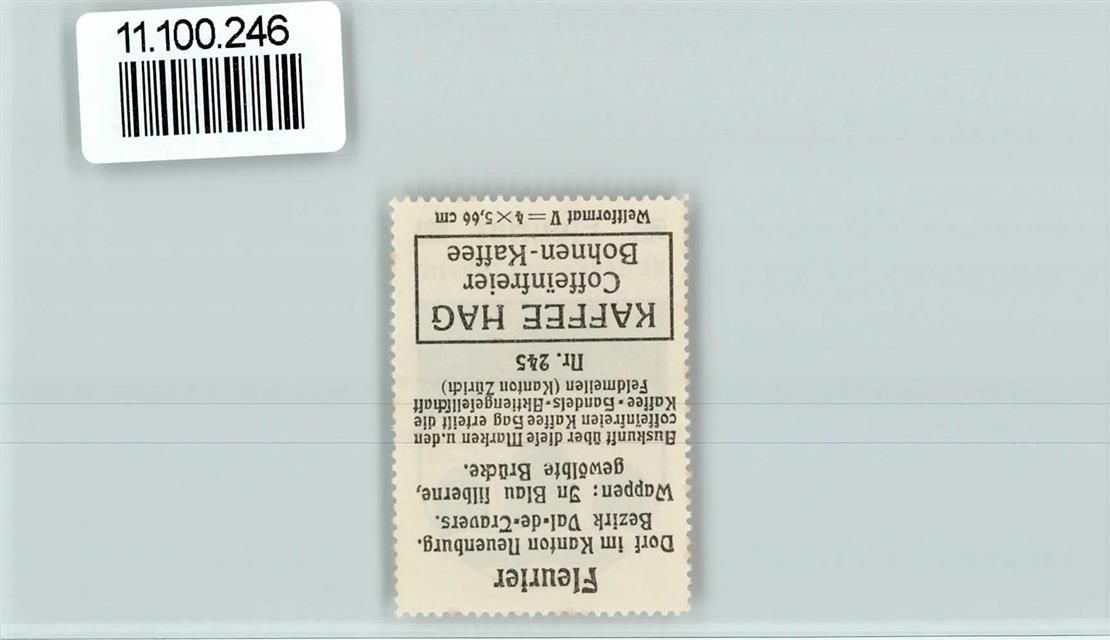 11.100.246
Fleurier
Dorf im Kanton Neuenburg.
Bezirk Val-de-Travers.
Wappen: In Blau silberne,
gewölbte Brücke.
Auskunft über diese Marken u. den
coffeïnfreien Kaffee Hag erteilt die
Kaffee-Handels-Aktiengesellschaft
Feldmeilen (Kanton Zürich)
Nr. 245
KAFFEE HAG
Coffeïnfreier
Bohnen-Kaffee
Weltformat V = 4 × 5,66 cm